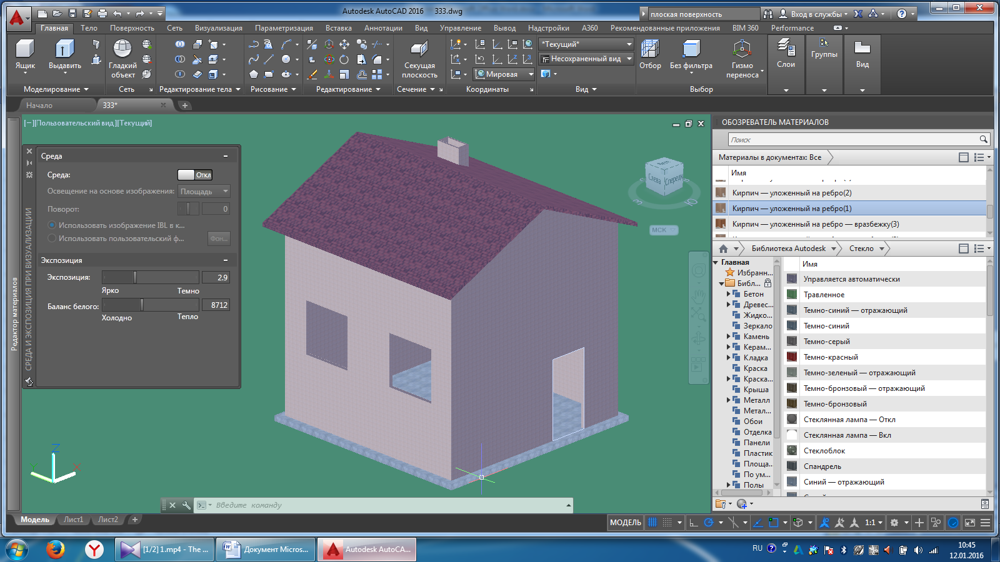 Autodesk AutoCAD 2016 333.dwg
плоская поверхность
Вход в службы
Главная Тело Поверхность Сеть Визуализация Параметризация Вставка Аннотации Вид Управление Вывод Надстройки A360 Рекомендованные приложения BIM 360 Performance
Ящик
Выдавить
Гладкий объект
Секущая плоскость
*Текущий*
Несохраненный вид
Мировая
Отбор
Без фильтра
Гизмо переноса
Слои
Группы
Вид
Моделирование Сеть Редактирование тела Рисование Редактирование Сечение Координаты Вид Выбор
Начало
333*
[−][Пользовательский вид][Текущий]
Среда
Среда: Откл
Освещение на основе изображения: Площадь
Поворот: 0
Использовать изображение IBL в к...
Использовать пользовательский ф...
Фон...
Экспозиция
Экспозиция: 2.9
Ярко Темно
Баланс белого: 8712
Холодно Тепло
СРЕДА И ЭКСПОЗИЦИЯ ПРИ ВИЗУАЛИЗАЦИИ
Редактор материалов
Слева
Спереди
З
Ю
МСК
Z
Введите команду
ОБОЗРЕВАТЕЛЬ МАТЕРИАЛОВ
Поиск
Материалы в документах: Все
Имя
Кирпич — уложенный на ребро(2)
Кирпич — уложенный на ребро(1)
Кирпич — уложенный на ребро — вразбежку(3)
Библиотека Autodesk Стекло
Главная
Избранн...
Библ...
Бетон
Древес...
Жидко...
Зеркало
Камень
Керам...
Кладка
Краска
Краска...
Крыша
Металл
Метал...
Обои
Отделка
Панели
Пластик
Площа...
По ум...
Полы
Имя
Управляется автоматически
Травленное
Темно-синий — отражающий
Темно-синий
Темно-серый
Темно-красный
Темно-зеленый — отражающий
Темно-бронзовый — отражающий
Темно-бронзовый
Стеклянная лампа — Откл
Стеклянная лампа — Вкл
Стеклоблок
Спандрель
Синий — отражающий
Модель Лист1 Лист2
МОДЕЛЬ
1:1
[1/2] 1.mp4 - The ...
Документ Micros...
Autodesk AutoCA...
RU
10:45
12.01.2016